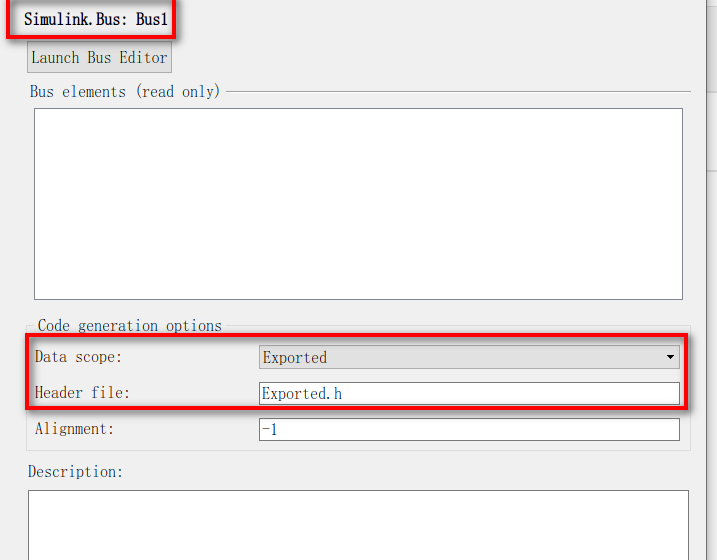 Simulink.Bus: Bus1
Launch Bus Editor
Bus elements (read only)
Code generation options
Data scope: Exported
Header file: Exported.h
Alignment: -1
Description: